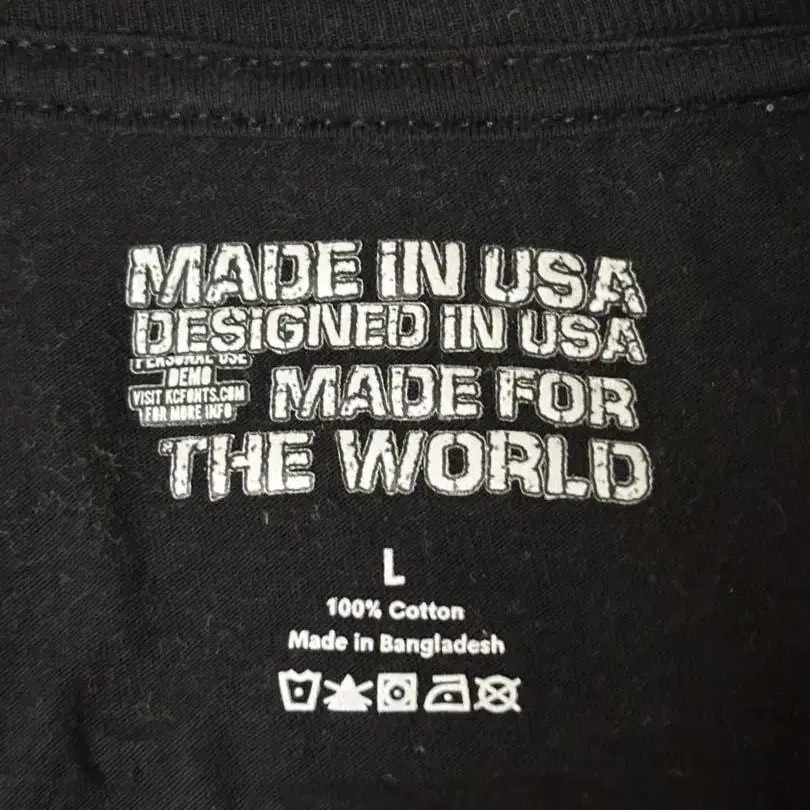 MADE iN USA
DESiGNED iN USA
PERSONAL USE
DEMO
VISIT KCFONTS.COM
FOR MORE INFO
MADE FOR
THE WORLD
L
100% Cotton
Made in Bangladesh